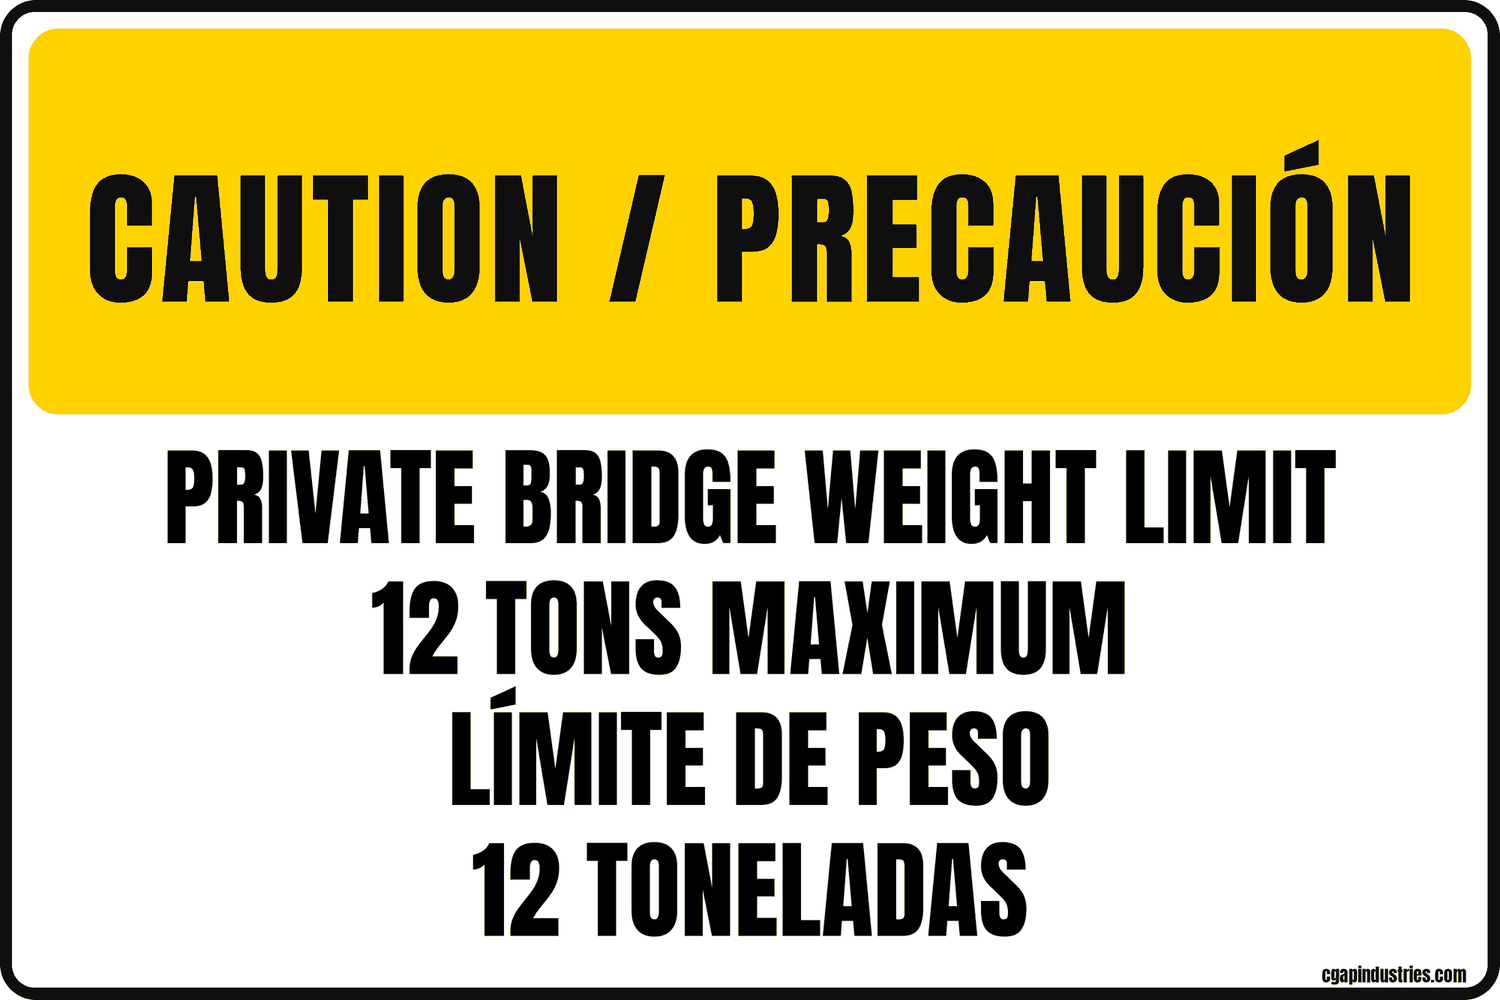 CAUTION / PRECAUCIÓN
PRIVATE BRIDGE WEIGHT LIMIT
12 TONS MAXIMUM
LÍMITE DE PESO
12 TONELADAS
cgapindustries.com